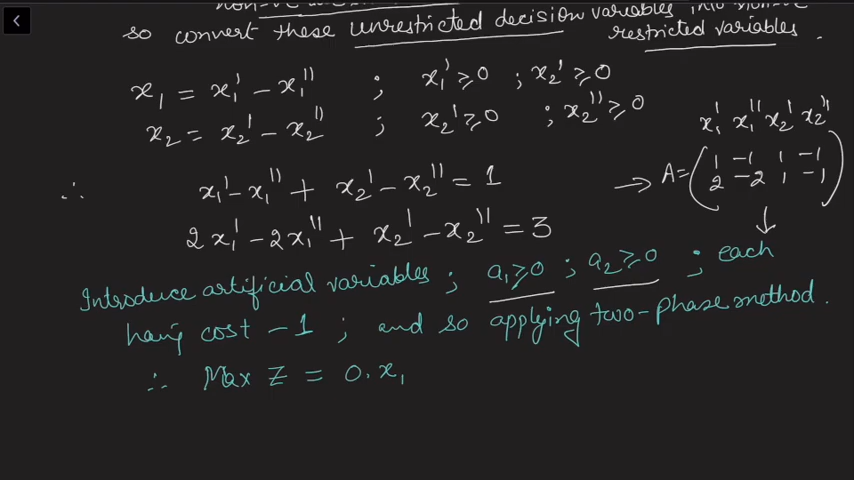 so convert these unrestricted decision variables into non-ve
restricted variables.
x₁ = x₁' - x₁'' ; x₁' ≥ 0 ; x₂' ≥ 0
x₂ = x₂' - x₂'' ; x₂' ≥ 0 ; x₂'' ≥ 0
x₁' x₁'' x₂' x₂''
∴ x₁' - x₁'' + x₂' - x₂'' = 1 → A = ( 1 -1 1 -1
2x₁' - 2x₁'' + x₂' - x₂'' = 3 2 -2 1 -1 )
↓
Introduce artificial variables ; a₁ ≥ 0 ; a₂ ≥ 0 ; each
having cost -1 ; and so applying two-phase method.
∴ Max Z = 0.x₁